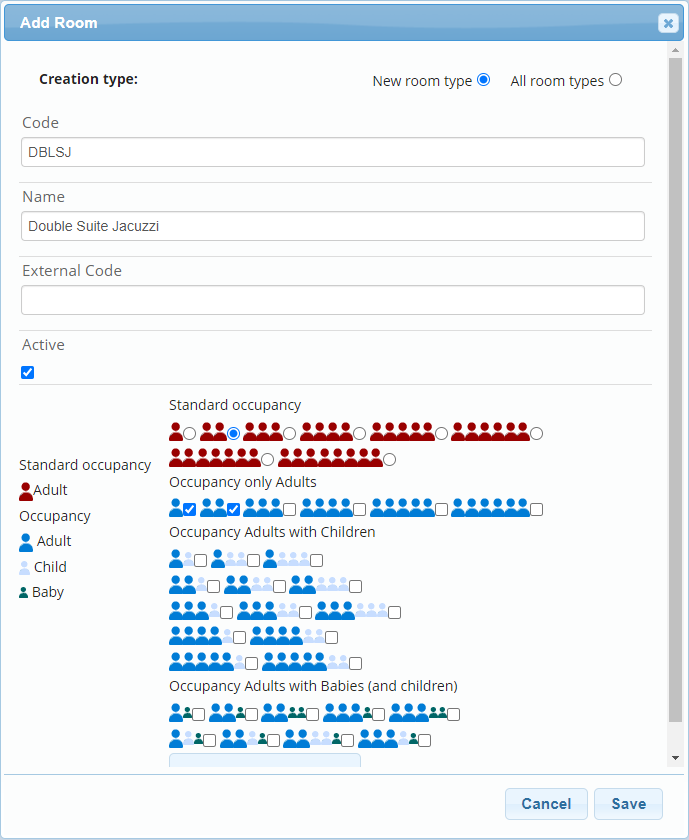 Add Room
Creation type:
New room type All room types
Code
DBLSJ
Name
Double Suite Jacuzzi
External Code
Active
Standard occupancy
Standard occupancy
Adult
Occupancy
Adult
Child
Baby
Occupancy only Adults
Occupancy Adults with Children
Occupancy Adults with Babies (and children)
Cancel Save